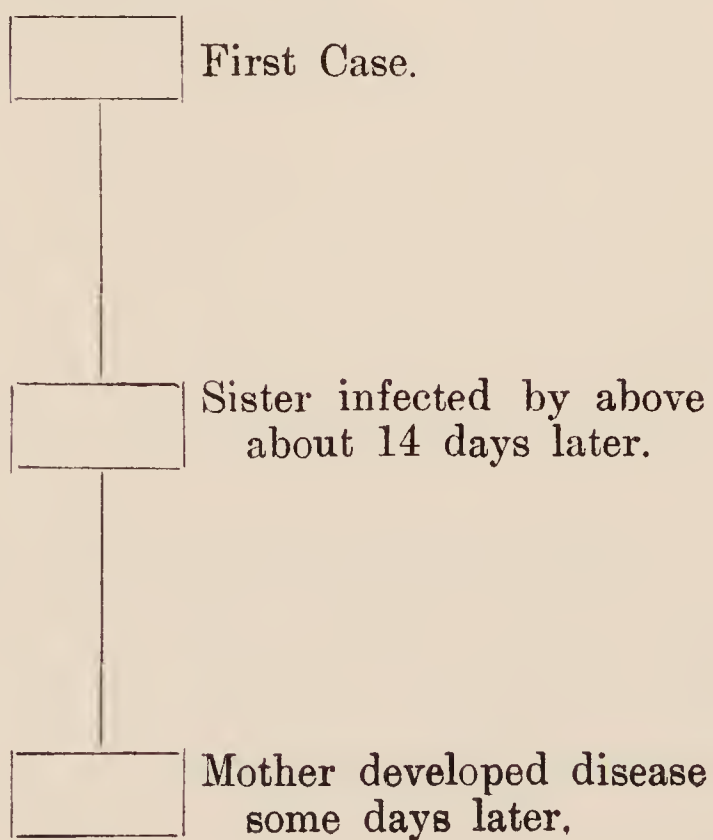 First Case.
Sister infected by above
about 14 days later.
Mother developed disease
some days later.